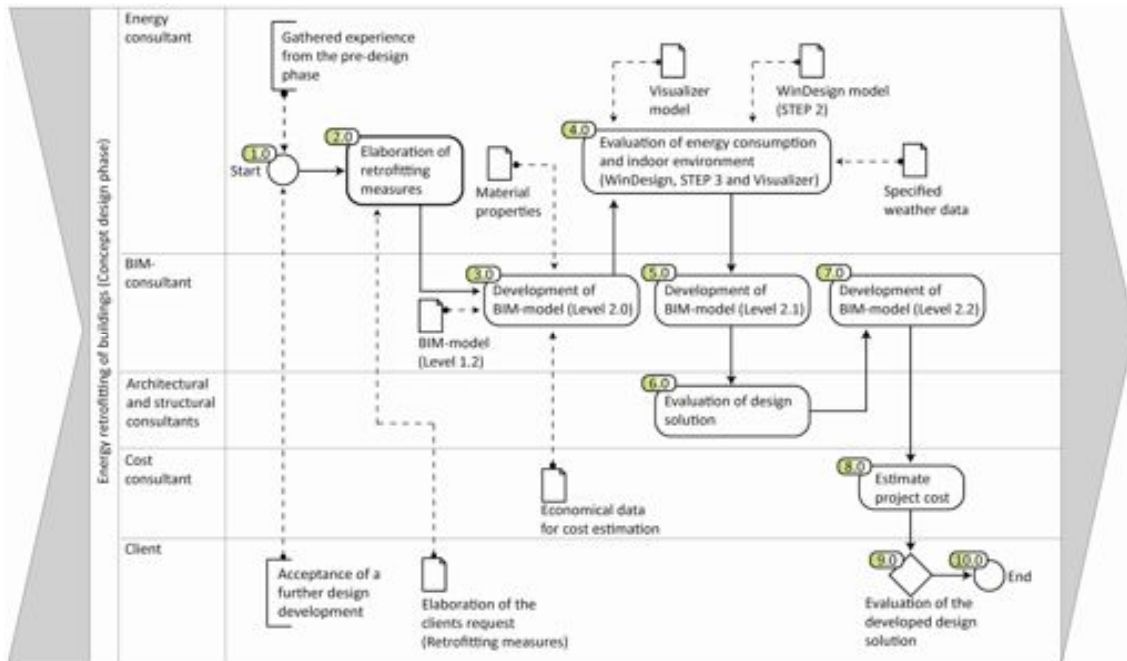 Energy retrofitting of buildings (Concept design phase)
Energy
consultant
Gathered experience
from the pre-design
phase
1.0
Start
2.0
Elaboration of
retrofitting
measures
Material
properties
Visualizer
model
WinDesign model
(STEP 2)
4.0
Evaluation of energy consumption
and indoor environment
(WinDesign, STEP 3 and Visualizer)
Specified
weather data
BIM-
consultant
3.0
Development of
BIM-model (Level 2.0)
BIM-model
(Level 1.2)
5.0
Development of
BIM-model (Level 2.1)
7.0
Development of
BIM-model (Level 2.2)
Architectural
and structural
consultants
6.0
Evaluation of design
solution
Cost
consultant
Economical data
for cost estimation
8.0
Estimate
project cost
Client
Acceptance of a
further design
development
Elaboration of the
clients request
(Retrofitting measures)
9.0
10.0
End
Evaluation of the
developed design
solution